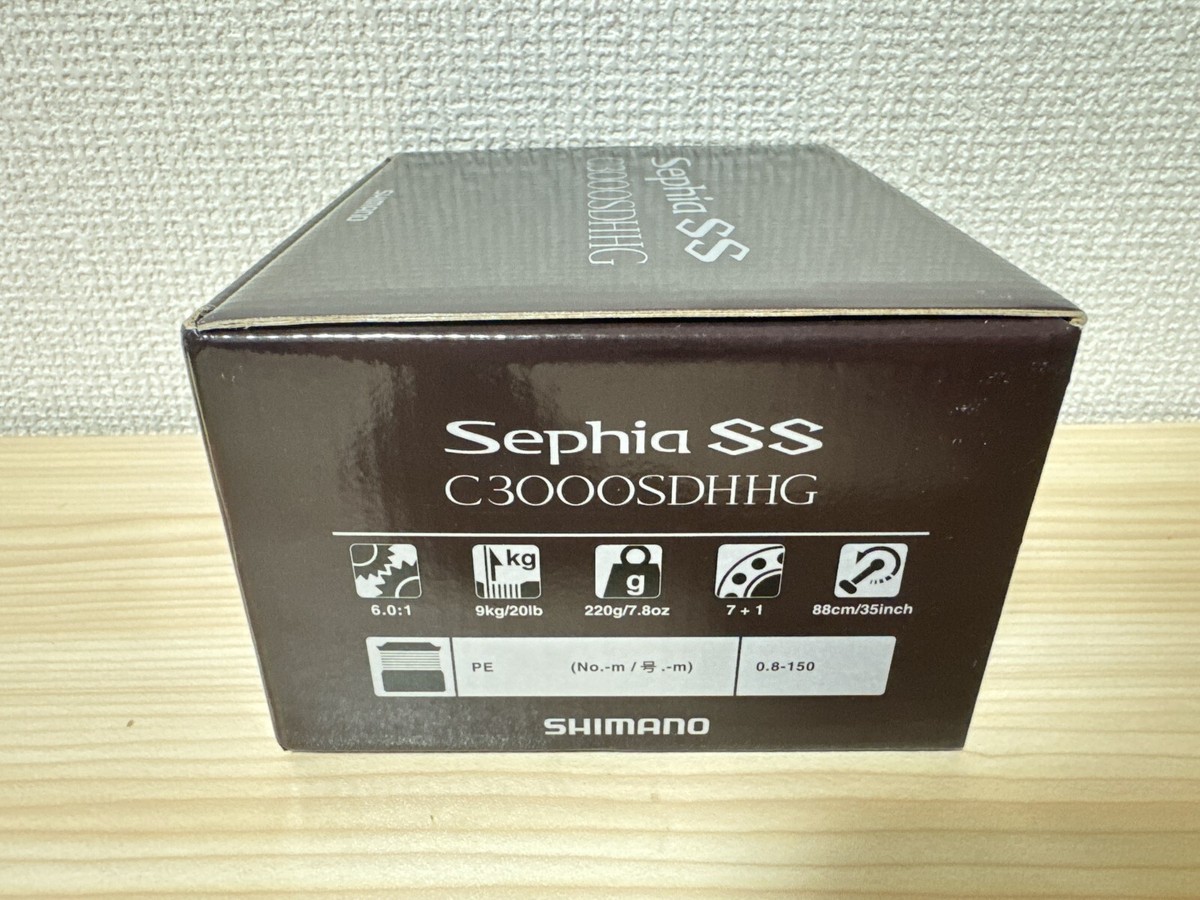 SHIMANO
Sephia SS
C3000SDHHG
Sephia SS
C3000SDHHG
kg
g
6.0:1
9kg/20lb
220g/7.8oz
7 + 1
88cm/35inch
PE (No.-m / 号.-m) 0.8-150
SHIMANO